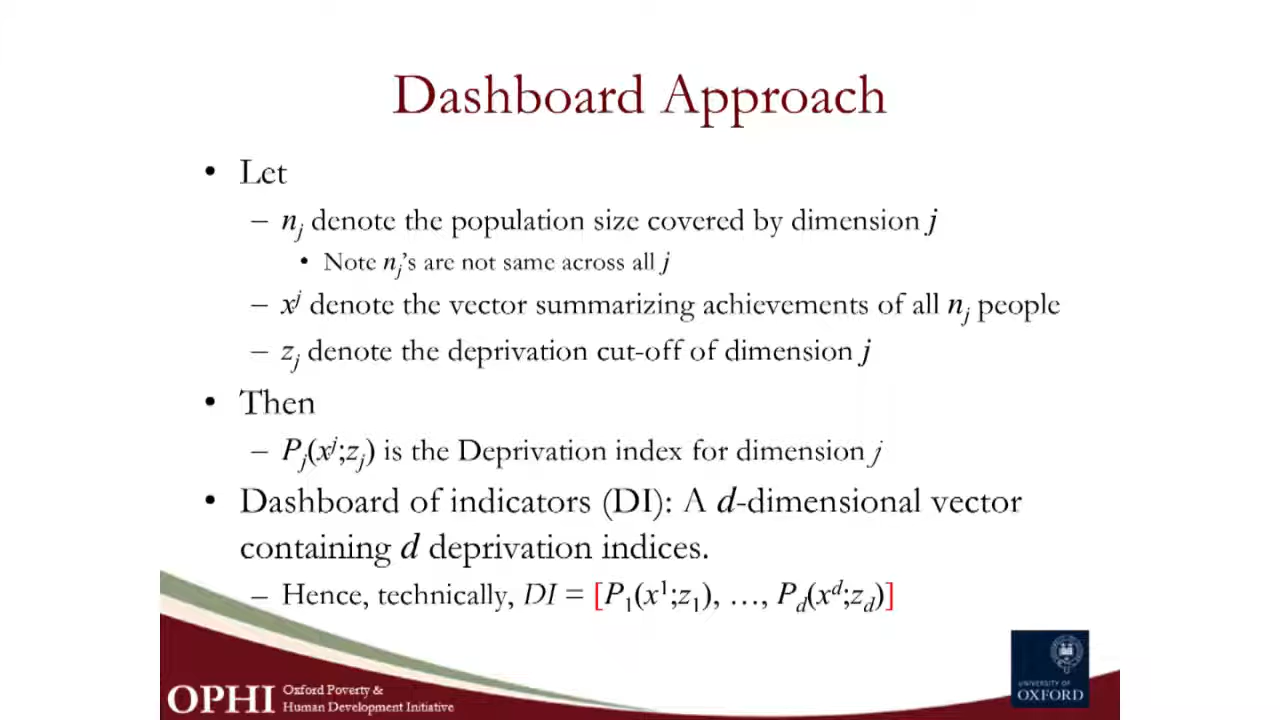 Dashboard Approach
• Let
– nⱼ denote the population size covered by dimension j
• Note nⱼ's are not same across all j
– xʲ denote the vector summarizing achievements of all nⱼ people
– zⱼ denote the deprivation cut-off of dimension j
• Then
– Pⱼ(xʲ;zⱼ) is the Deprivation index for dimension j
• Dashboard of indicators (DI): A d-dimensional vector
containing d deprivation indices.
– Hence, technically, DI = [P₁(x¹;z₁), …, P_d(x^d;z_d)]
OPHI Oxford Poverty &
Human Development Initiative
UNIVERSITY OF
OXFORD